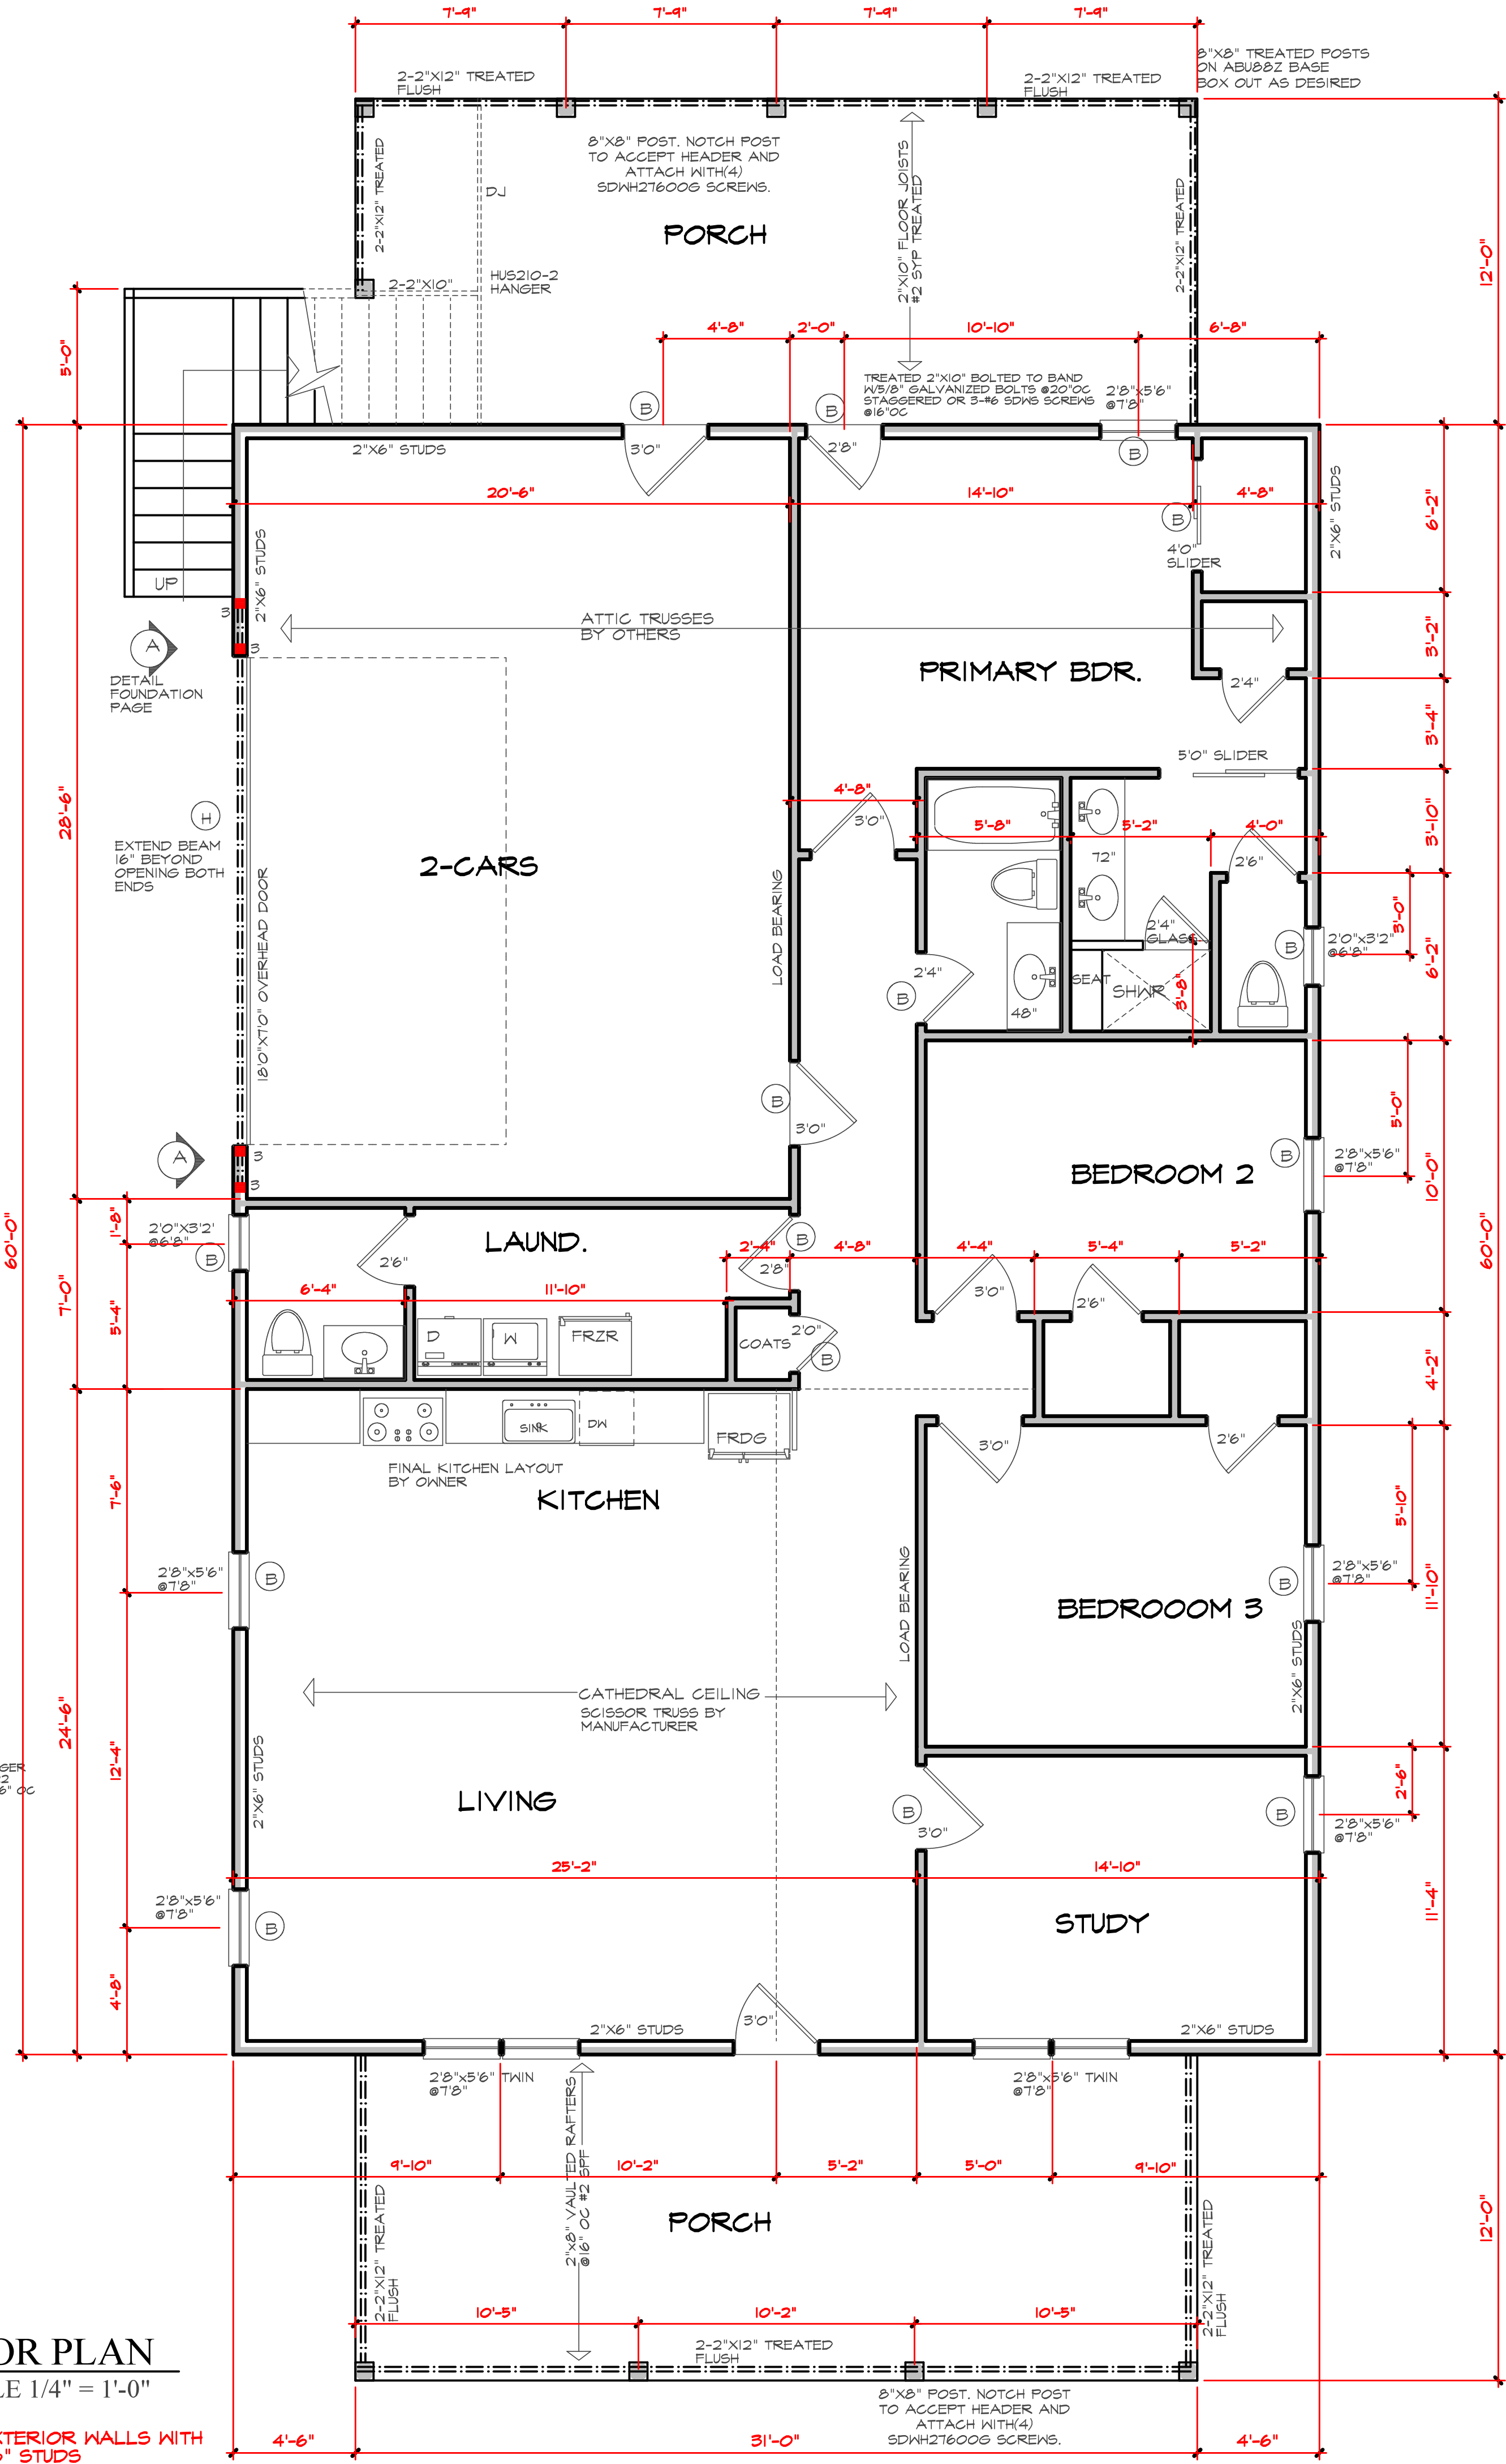 7'-9"
7'-9"
7'-9"
7'-9"
8"X8" TREATED POSTS
ON ABU88Z BASE
BOX OUT AS DESIRED
2-2"X12" TREATED
FLUSH
2-2"X12" TREATED
FLUSH
2-2"X12" TREATED
DJ
8"X8" POST. NOTCH POST
TO ACCEPT HEADER AND
ATTACH WITH(4)
SDWH27600G SCREWS.
PORCH
2"X10" FLOOR JOISTS
#2 SYP TREATED
2-2"X12" TREATED
12'-0"
HUS210-2
HANGER
2-2"X10"
5'-0"
4'-8"
2'-0"
10'-10"
6'-8"
TREATED 2"X10" BOLTED TO BAND
W/5/8" GALVANIZED BOLTS @20"OC
STAGGERED OR 3-#6 SDWS SCREWS
@16"OC
2'8"x5'6"
@7'8"
B
B
B
2"X6" STUDS
3'0"
2'8"
20'-6"
14'-10"
4'-8"
2"X6" STUDS
6'-2"
B
4'0"
SLIDER
2"X6" STUDS
UP
3
3
A
DETAIL
FOUNDATION
PAGE
ATTIC TRUSSES
BY OTHERS
3'-2"
PRIMARY BDR.
2'4"
3'-4"
5'0" SLIDER
28'-6"
H
EXTEND BEAM
16" BEYOND
OPENING BOTH
ENDS
18'0"X7'0" OVERHEAD DOOR
2-CARS
LOAD BEARING
4'-8"
3'0"
5'-8"
5'-2"
4'-0"
3'-10"
72"
2'6"
2'4"
GLASS
3'-0"
2'0"x3'2"
@6'8"
B
6'-2"
2'4"
B
SEAT
SHWR
3'-8"
48"
B
3'0"
5'-0"
BEDROOM 2
B
2'8"x5'6"
@7'8"
10'-0"
A
3
3
60'-0"
60'-0"
1'-8"
2'0"X3'2'
@6'8"
B
LAUND.
2'6"
2'-4"
B
2'8"
4'-8"
4'-4"
5'-4"
5'-2"
7'-0"
5'-4"
6'-4"
11'-10"
3'0"
2'6"
D
W
FRZR
COATS
2'0"
B
4'-2"
SINK
DW
FRDG
FINAL KITCHEN LAYOUT
BY OWNER
KITCHEN
3'0"
2'6"
7'-6"
5'-10"
2'8"x5'6"
@7'8"
B
LOAD BEARING
BEDROOOM 3
B
2'8"x5'6"
@7'8"
11'-10"
2"X6" STUDS
CATHEDRAL CEILING
SCISSOR TRUSS BY
MANUFACTURER
24'-6"
12'-4"
2"X6" STUDS
LIVING
B
3'0"
B
2'-6"
2'8"x5'6"
@7'8"
25'-2"
14'-10"
11'-4"
2'8"x5'6"
@7'8"
B
STUDY
4'-8"
2"X6" STUDS
3'0"
2"X6" STUDS
2'8"x5'6" TWIN
@7'8"
2'8"x5'6" TWIN
@7'8"
9'-10"
10'-2"
5'-2"
5'-0"
9'-10"
2"x8" VAULTED RAFTERS
@16" OC #2 SPF
PORCH
2-2"X12" TREATED
FLUSH
2-2"X12" TREATED
FLUSH
12'-0"
10'-5"
10'-2"
10'-5"
2-2"X12" TREATED
FLUSH
8"X8" POST. NOTCH POST
TO ACCEPT HEADER AND
ATTACH WITH(4)
SDWH27600G SCREWS.
4'-6"
31'-0"
4'-6"
PLAN
1/4" = 1'-0"
WALLS WITH
STUDS